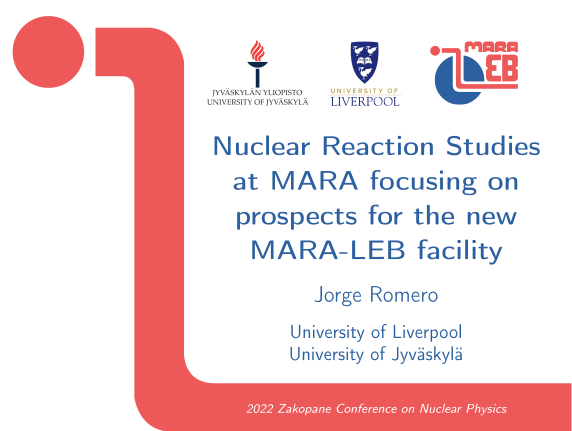 JYVÄSKYLÄN YLIOPISTO
UNIVERSITY OF JYVÄSKYLÄ
UNIVERSITY OF
LIVERPOOL
MARA
LEB
Nuclear Reaction Studies
at MARA focusing on
prospects for the new
MARA-LEB facility
Jorge Romero
University of Liverpool
University of Jyväskylä
2022 Zakopane Conference on Nuclear Physics